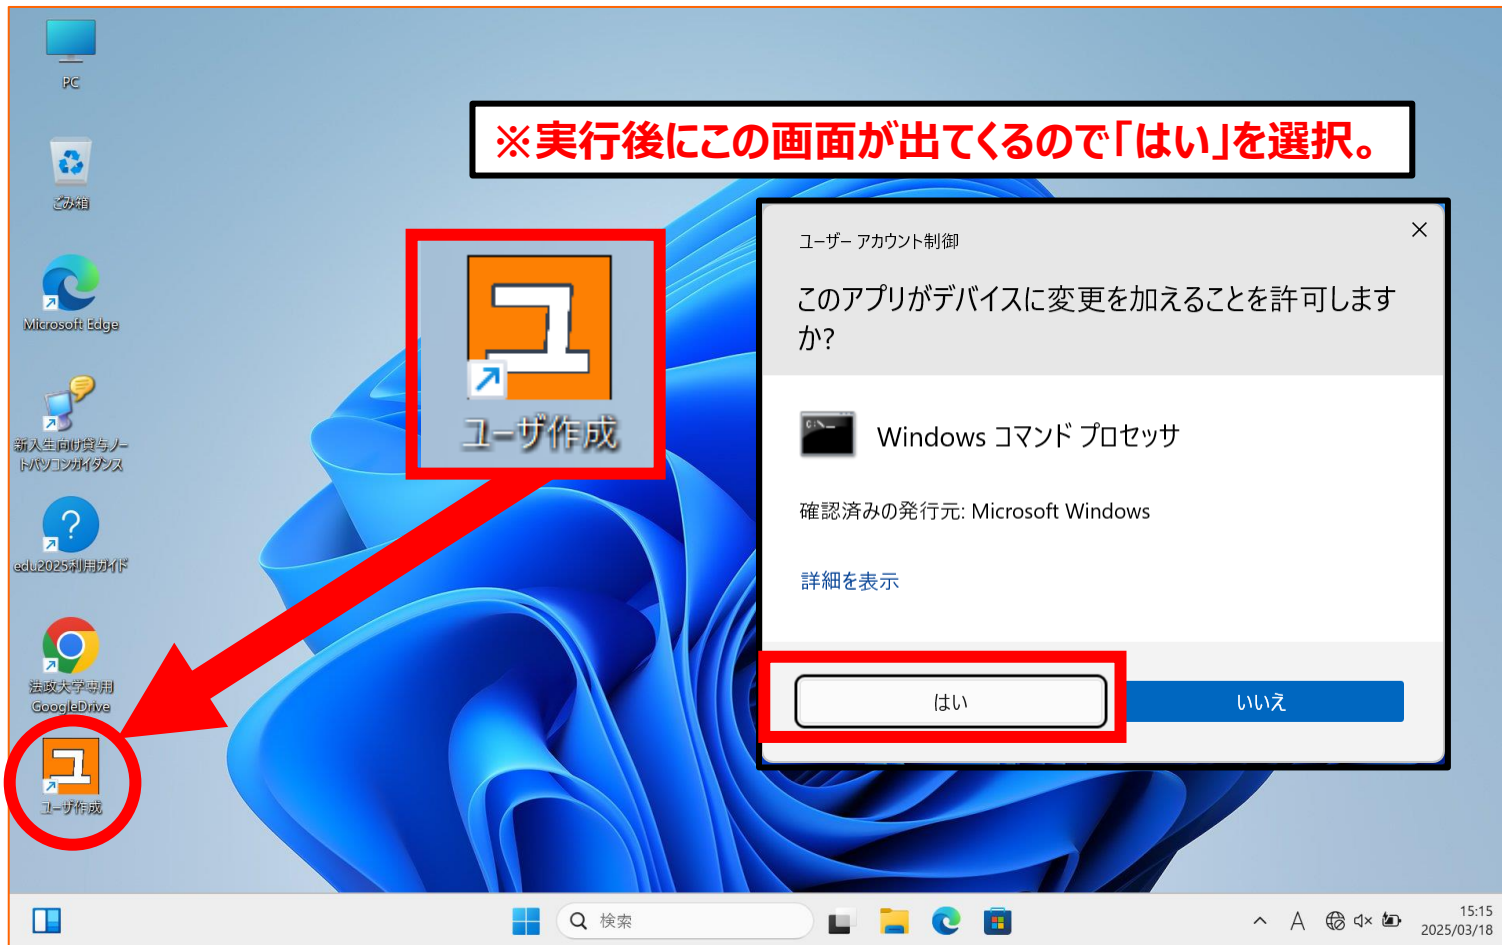 PC
ごみ箱
Microsoft Edge
新入生向け貸与ノー
トパソコンガイダンス
edu2025利用ガイド
法政大学専用
GoogleDrive
ユーザ作成
※実行後にこの画面が出てくるので「はい」を選択。
ユーザ作成
ユーザー アカウント制御
このアプリがデバイスに変更を加えることを許可します
か?
Windows コマンド プロセッサ
確認済みの発行元: Microsoft Windows
詳細を表示
はい
いいえ
検索
A
15:15
2025/03/18